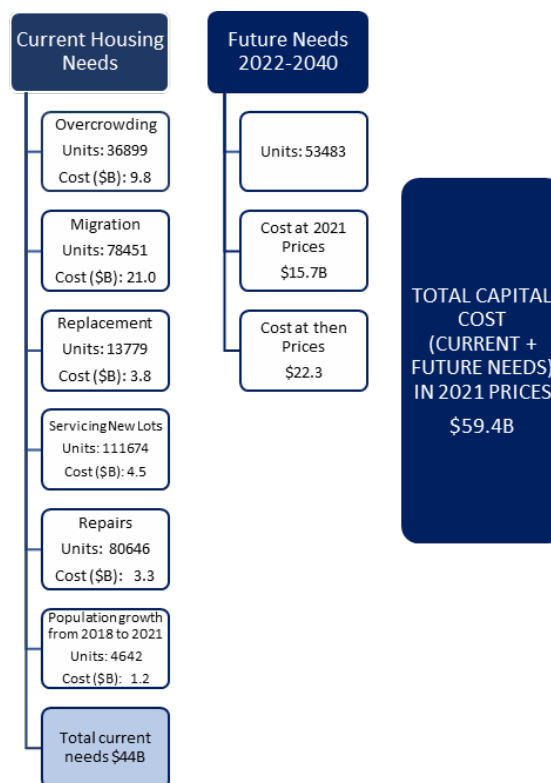 Current Housing
Needs
Overcrowding
Units: 36899
Cost ($B): 9.8
Migration
Units: 78451
Cost ($B): 21.0
Replacement
Units: 13779
Cost ($B): 3.8
Servicing New Lots
Units: 111674
Cost ($B): 4.5
Repairs
Units: 80646
Cost ($B): 3.3
Population growth
from 2018 to 2021
Units: 4642
Cost ($B): 1.2
Total current
needs $44B
Future Needs
2022-2040
Units: 53483
Cost at 2021
Prices
$15.7B
Cost at then
Prices
$22.3
TOTAL CAPITAL
COST
(CURRENT +
FUTURE NEEDS)
IN 2021 PRICES
$59.4B